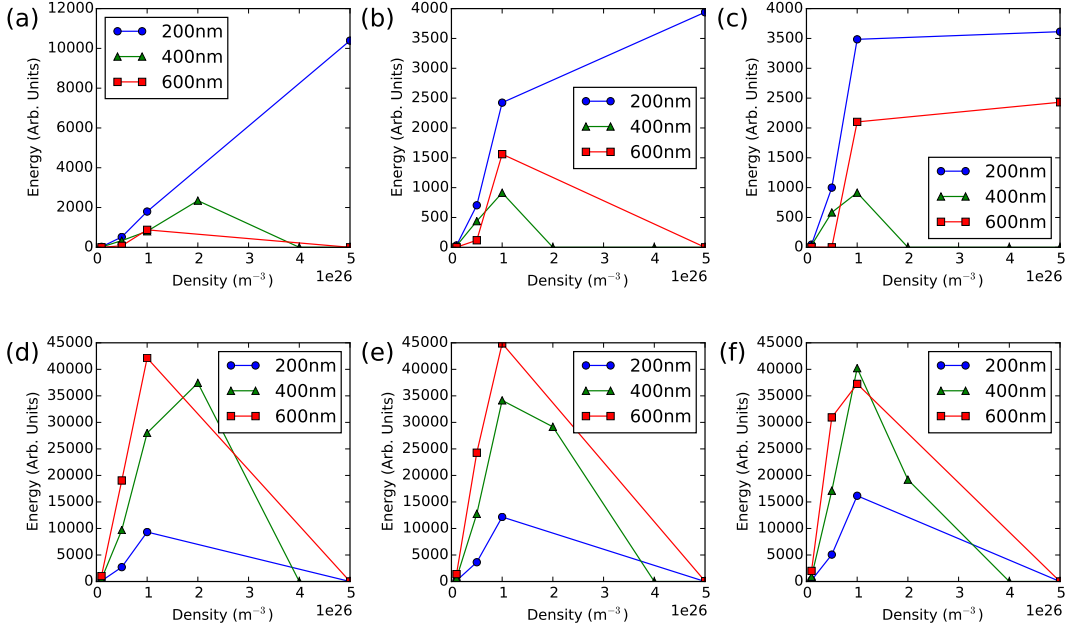 (a)
12000
10000
8000
6000
4000
2000
0
Energy (Arb. Units)
200nm
400nm
600nm
0 1 2 3 4 5
Density (m⁻³)
1e26
(b)
4000
3500
3000
2500
2000
1500
1000
500
0
Energy (Arb. Units)
200nm
400nm
600nm
0 1 2 3 4 5
Density (m⁻³)
1e26
(c)
4000
3500
3000
2500
2000
1500
1000
500
0
Energy (Arb. Units)
200nm
400nm
600nm
0 1 2 3 4 5
Density (m⁻³)
1e26
(d)
45000
40000
35000
30000
25000
20000
15000
10000
5000
0
Energy (Arb. Units)
200nm
400nm
600nm
0 1 2 3 4 5
Density (m⁻³)
1e26
(e)
45000
40000
35000
30000
25000
20000
15000
10000
5000
0
Energy (Arb. Units)
200nm
400nm
600nm
0 1 2 3 4 5
Density (m⁻³)
1e26
(f)
45000
40000
35000
30000
25000
20000
15000
10000
5000
0
Energy (Arb. Units)
200nm
400nm
600nm
0 1 2 3 4 5
Density (m⁻³)
1e26